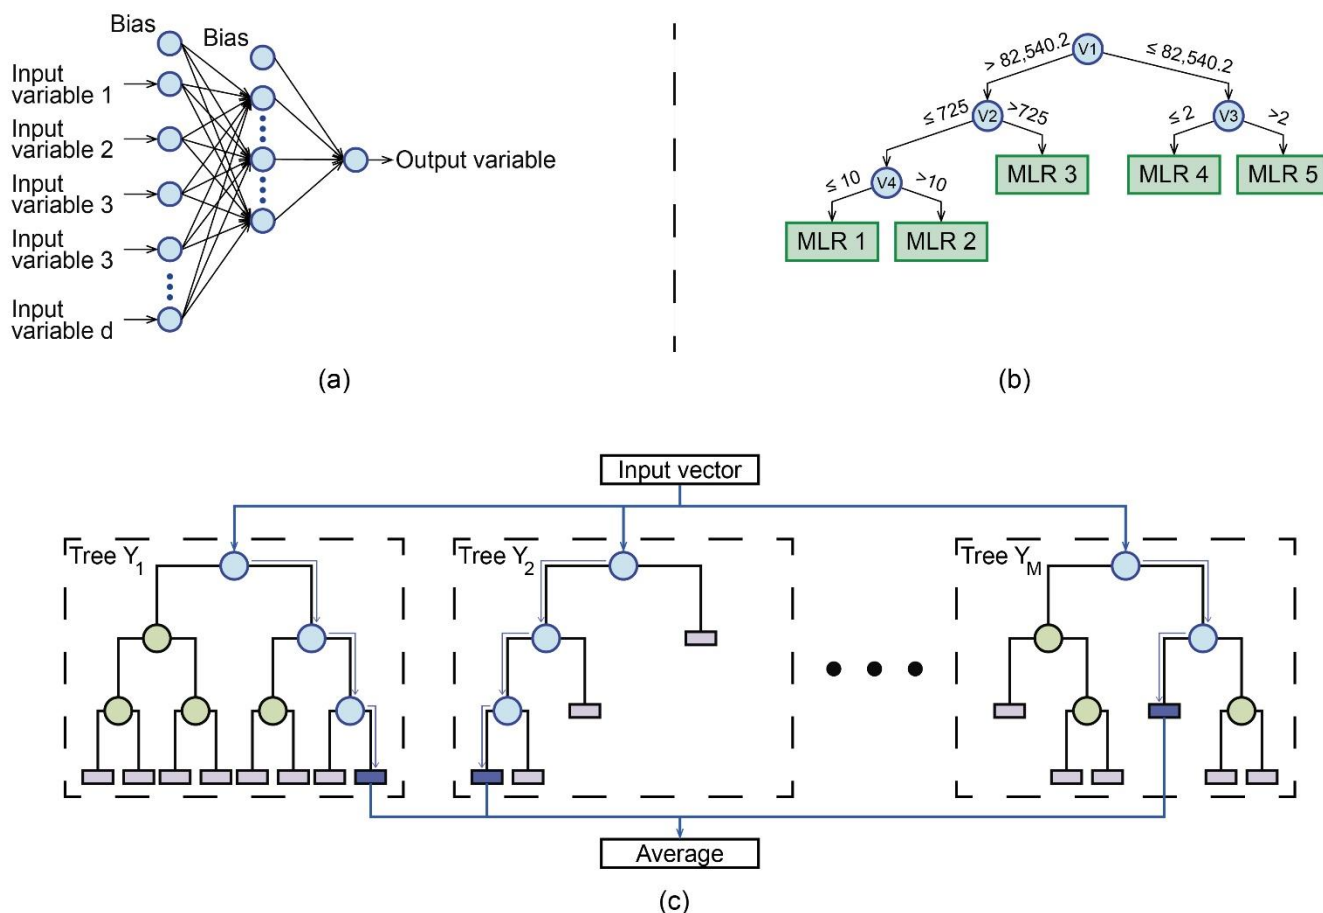 Bias
Bias
Input
variable 1
Input
variable 2
Input
variable 3
Input
variable 3
Input
variable d
Output variable
(a)
> 82,540.2
V1
≤ 82,540.2
≤ 725
V2
>725
≤ 2
V3
>2
≤ 10
V4
>10
MLR 3
MLR 4
MLR 5
MLR 1
MLR 2
(b)
Input vector
Tree Y1
Tree Y2
Tree YM
Average
(c)